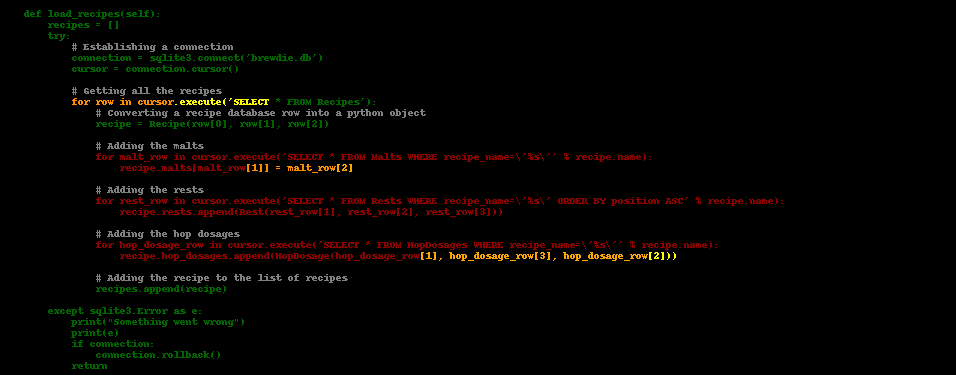 def load_recipes(self):
recipes = []
try:
# Establishing a connection
connection = sqlite3.connect('brewdie.db')
cursor = connection.cursor()
# Getting all the recipes
for row in cursor.execute('SELECT * FROM Recipes'):
# Converting a recipe database row into a python object
recipe = Recipe(row[0], row[1], row[2])
# Adding the malts
for malt_row in cursor.execute('SELECT * FROM Malts WHERE recipe_name=\'%s\'' % recipe.name):
recipe.malts[malt_row[1]] = malt_row[2]
# Adding the rests
for rest_row in cursor.execute('SELECT * FROM Rests WHERE recipe_name=\'%s\' ORDER BY position ASC' % recipe.name):
recipe.rests.append(Rest(rest_row[1], rest_row[2], rest_row[3]))
# Adding the hop dosages
for hop_dosage_row in cursor.execute('SELECT * FROM HopDosages WHERE recipe_name=\'%s\'' % recipe.name):
recipe.hop_dosages.append(HopDosage(hop_dosage_row[1], hop_dosage_row[3], hop_dosage_row[2]))
# Adding the recipe to the list of recipes
recipes.append(recipe)
except sqlite3.Error as e:
print("Something went wrong")
print(e)
if connection:
connection.rollback()
return